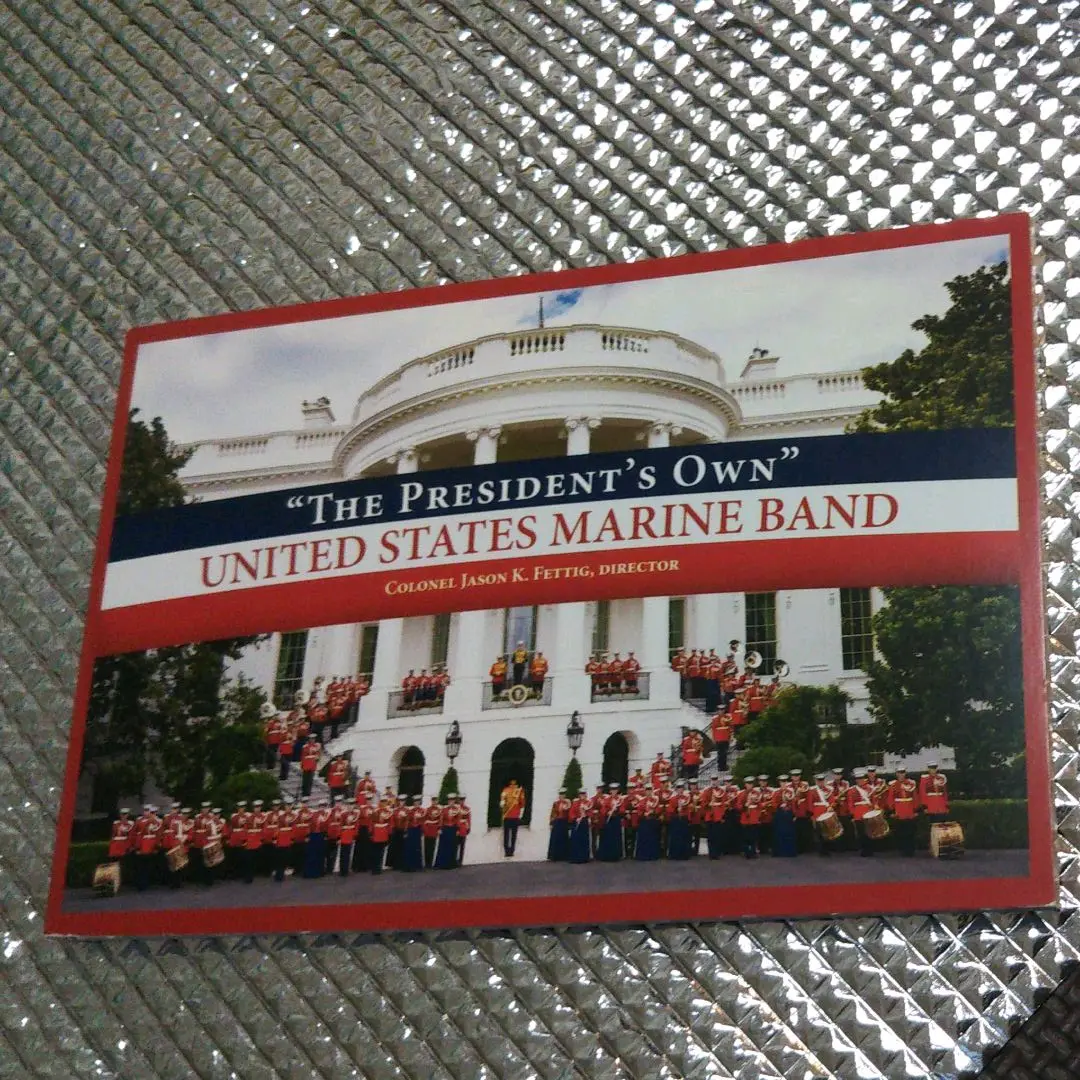 “The President’s Own”
UNITED STATES MARINE BAND
Colonel Jason K. Fettig, director